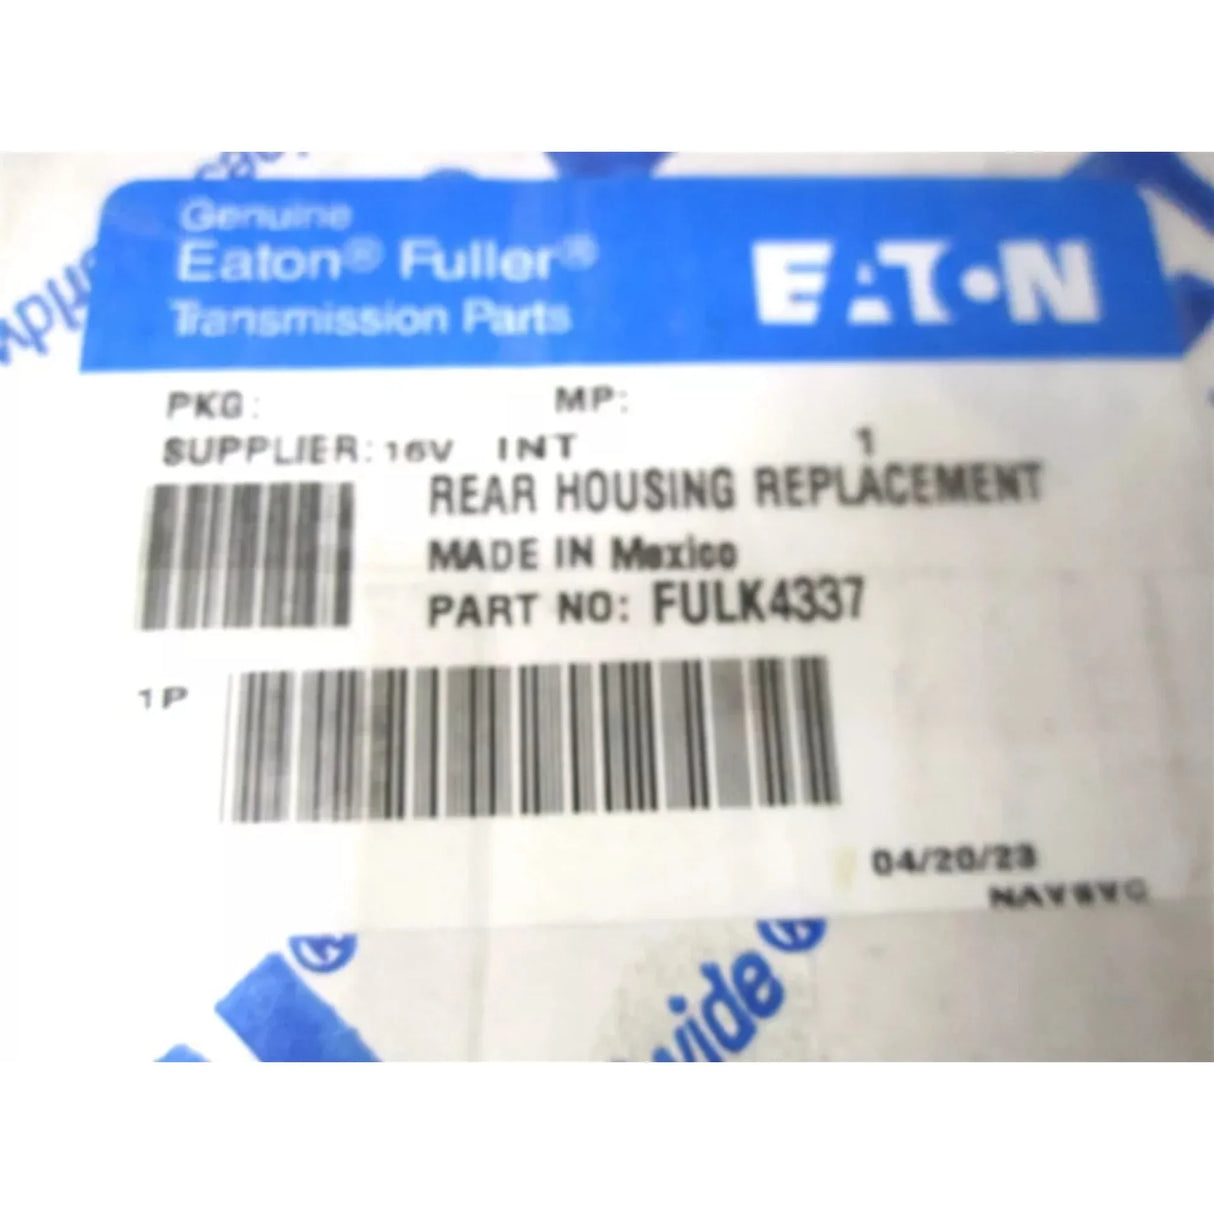 Genuine
Eaton® Fuller®
Transmission Parts
EATON
PKG: MP:
SUPPLIER: 16V INT 1
REAR HOUSING REPLACEMENT
MADE IN Mexico
PART NO: FULK4337
1P
04/20/23
NAVSVC
wide ®